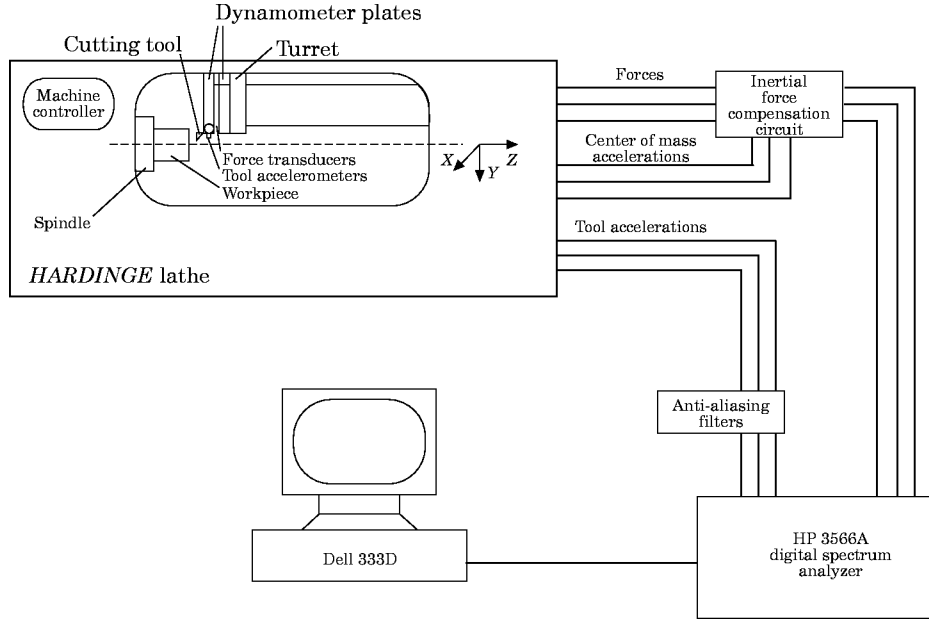 Dynamometer plates
Cutting tool
Turret
Machine
controller
Forces
Inertial
force
compensation
circuit
Center of mass
accelerations
X
Y
Z
Force transducers
Tool accelerometers
Workpiece
Spindle
Tool accelerations
HARDINGE lathe
Anti-aliasing
filters
Dell 333D
HP 3566A
digital spectrum
analyzer